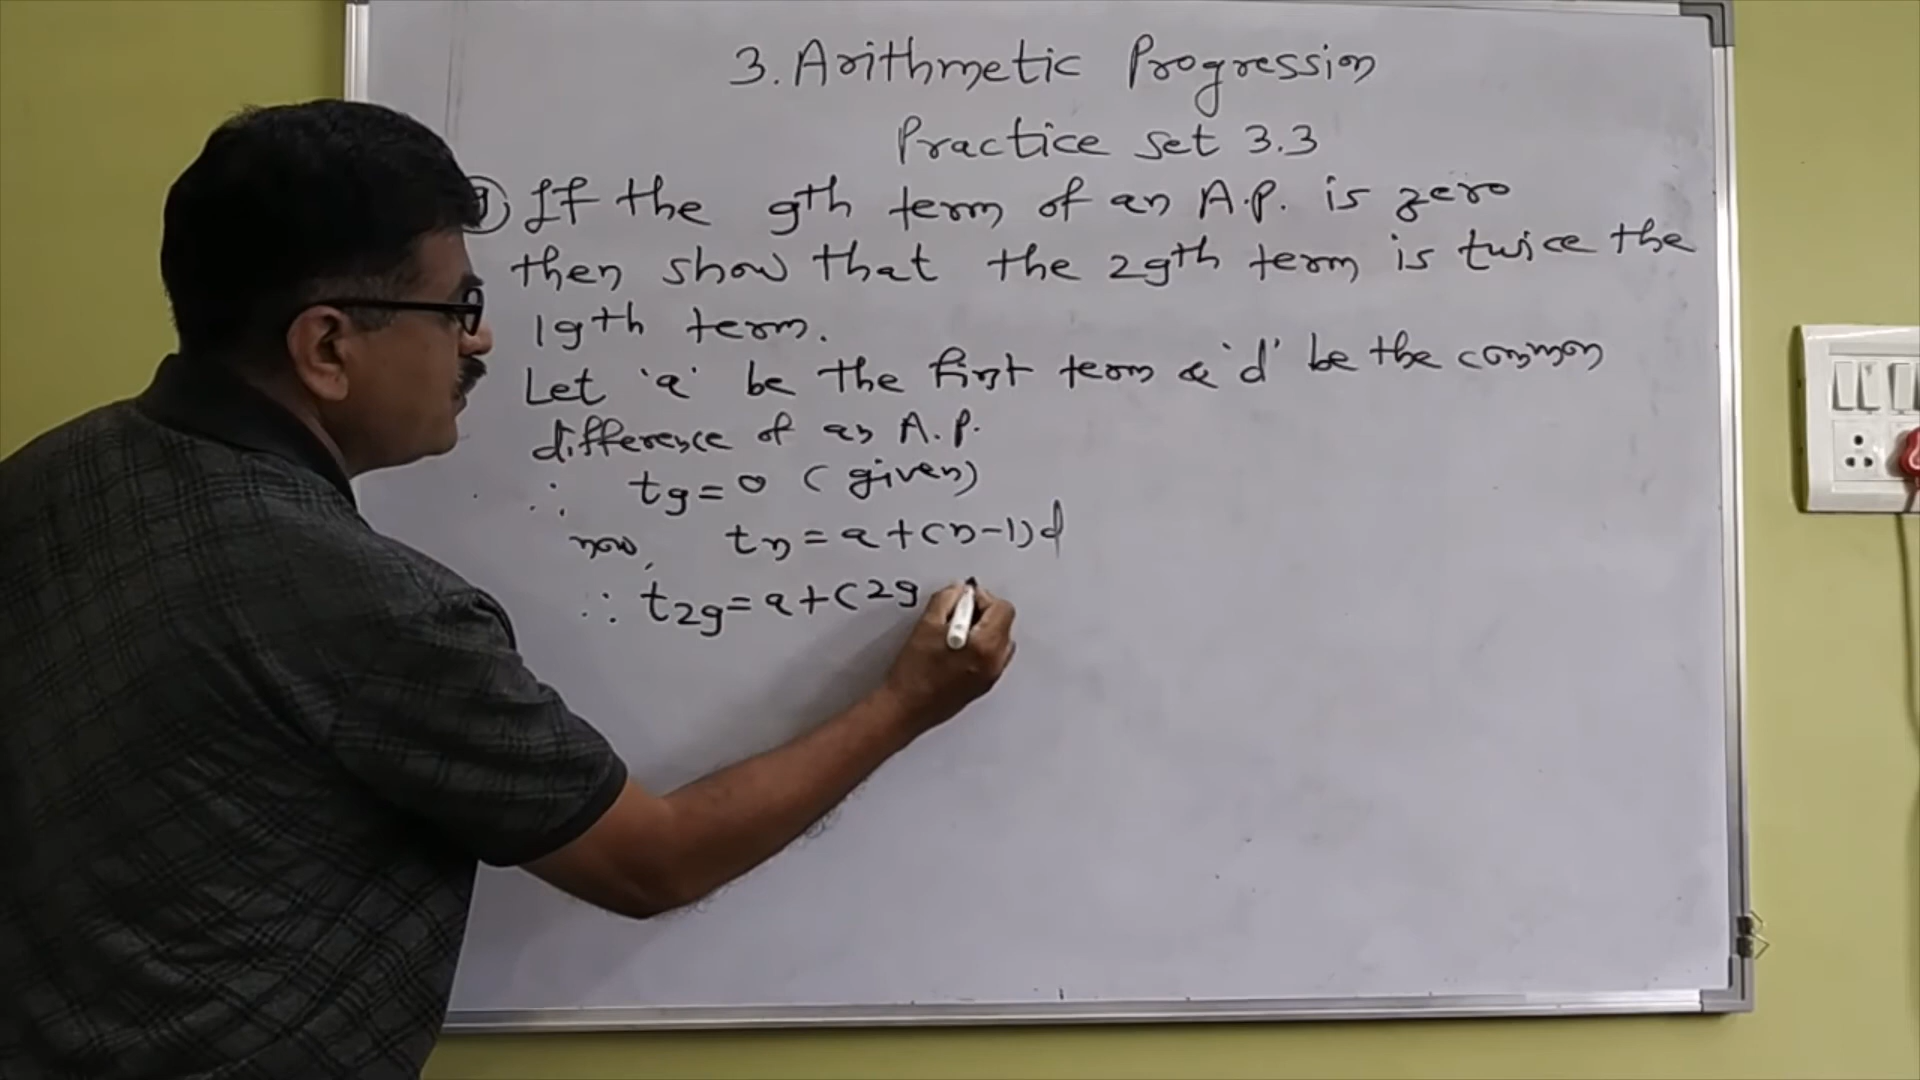 3. Arithmetic Progression
Practice set 3.3
If the 9th term of an A.P. is zero
then show that the 29th term is twice the
19th term.
Let 'a' be the first term & 'd' be the common
difference of an A.P.
∴ t9 = 0 (given)
now, tn = a+(n-1)d
∴ t29 = a+(29